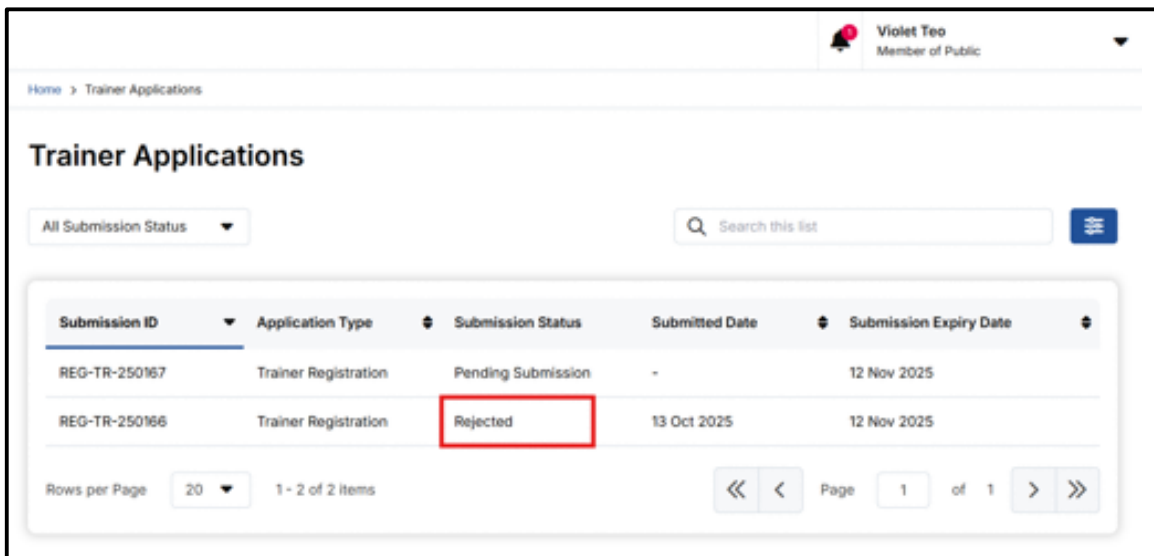 1
Violet Teo
Member of Public
Home > Trainer Applications
Trainer Applications
All Submission Status
Search this list
Submission ID Application Type Submission Status Submitted Date Submission Expiry Date
REG-TR-250167 Trainer Registration Pending Submission - 12 Nov 2025
REG-TR-250166 Trainer Registration Rejected 13 Oct 2025 12 Nov 2025
Rows per Page 20 1 - 2 of 2 items Page 1 of 1